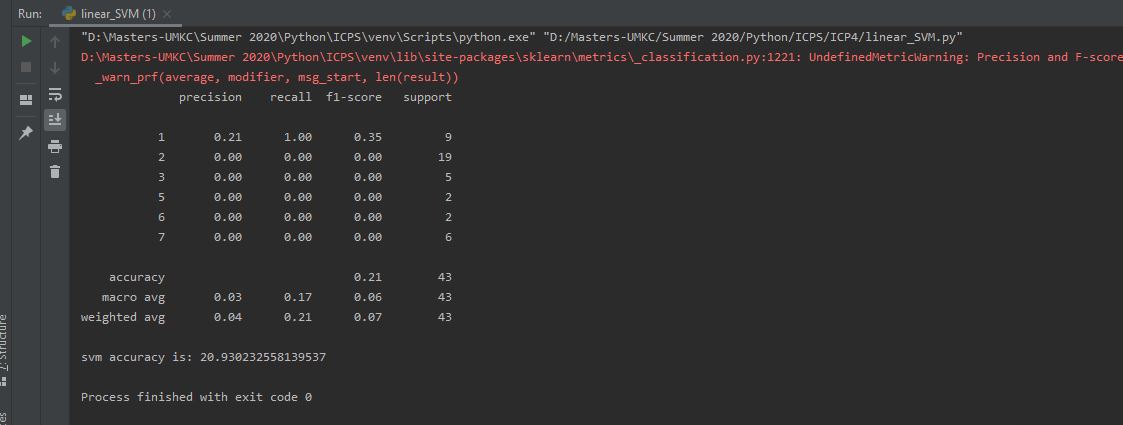 Run: linear_SVM (1)
"D:\Masters-UMKC\Summer 2020\Python\ICPS\venv\Scripts\python.exe" "D:/Masters-UMKC/Summer 2020/Python/ICPS/ICP4/linear_SVM.py"
D:\Masters-UMKC\Summer 2020\Python\ICPS\venv\lib\site-packages\sklearn\metrics\_classification.py:1221: UndefinedMetricWarning: Precision and F-score
_warn_prf(average, modifier, msg_start, len(result))
precision recall f1-score support
1 0.21 1.00 0.35 9
2 0.00 0.00 0.00 19
3 0.00 0.00 0.00 5
5 0.00 0.00 0.00 2
6 0.00 0.00 0.00 2
7 0.00 0.00 0.00 6
accuracy 0.21 43
macro avg 0.03 0.17 0.06 43
weighted avg 0.04 0.21 0.07 43
svm accuracy is: 20.930232558139537
Process finished with exit code 0
7: Structure